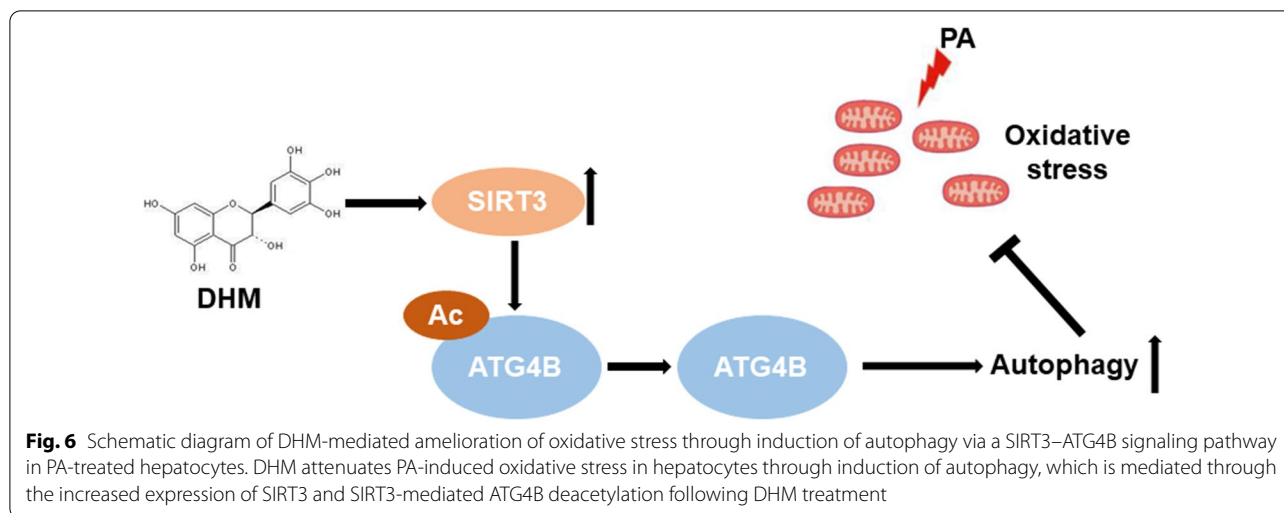 PA
Oxidative
stress
OH
OH
OH
HO
O
OH
OH
O
DHM
SIRT3
Ac
ATG4B
ATG4B
Autophagy
Fig. 6 Schematic diagram of DHM-mediated amelioration of oxidative stress through induction of autophagy via a SIRT3–ATG4B signaling pathway
in PA-treated hepatocytes. DHM attenuates PA-induced oxidative stress in hepatocytes through induction of autophagy, which is mediated through
the increased expression of SIRT3 and SIRT3-mediated ATG4B deacetylation following DHM treatment